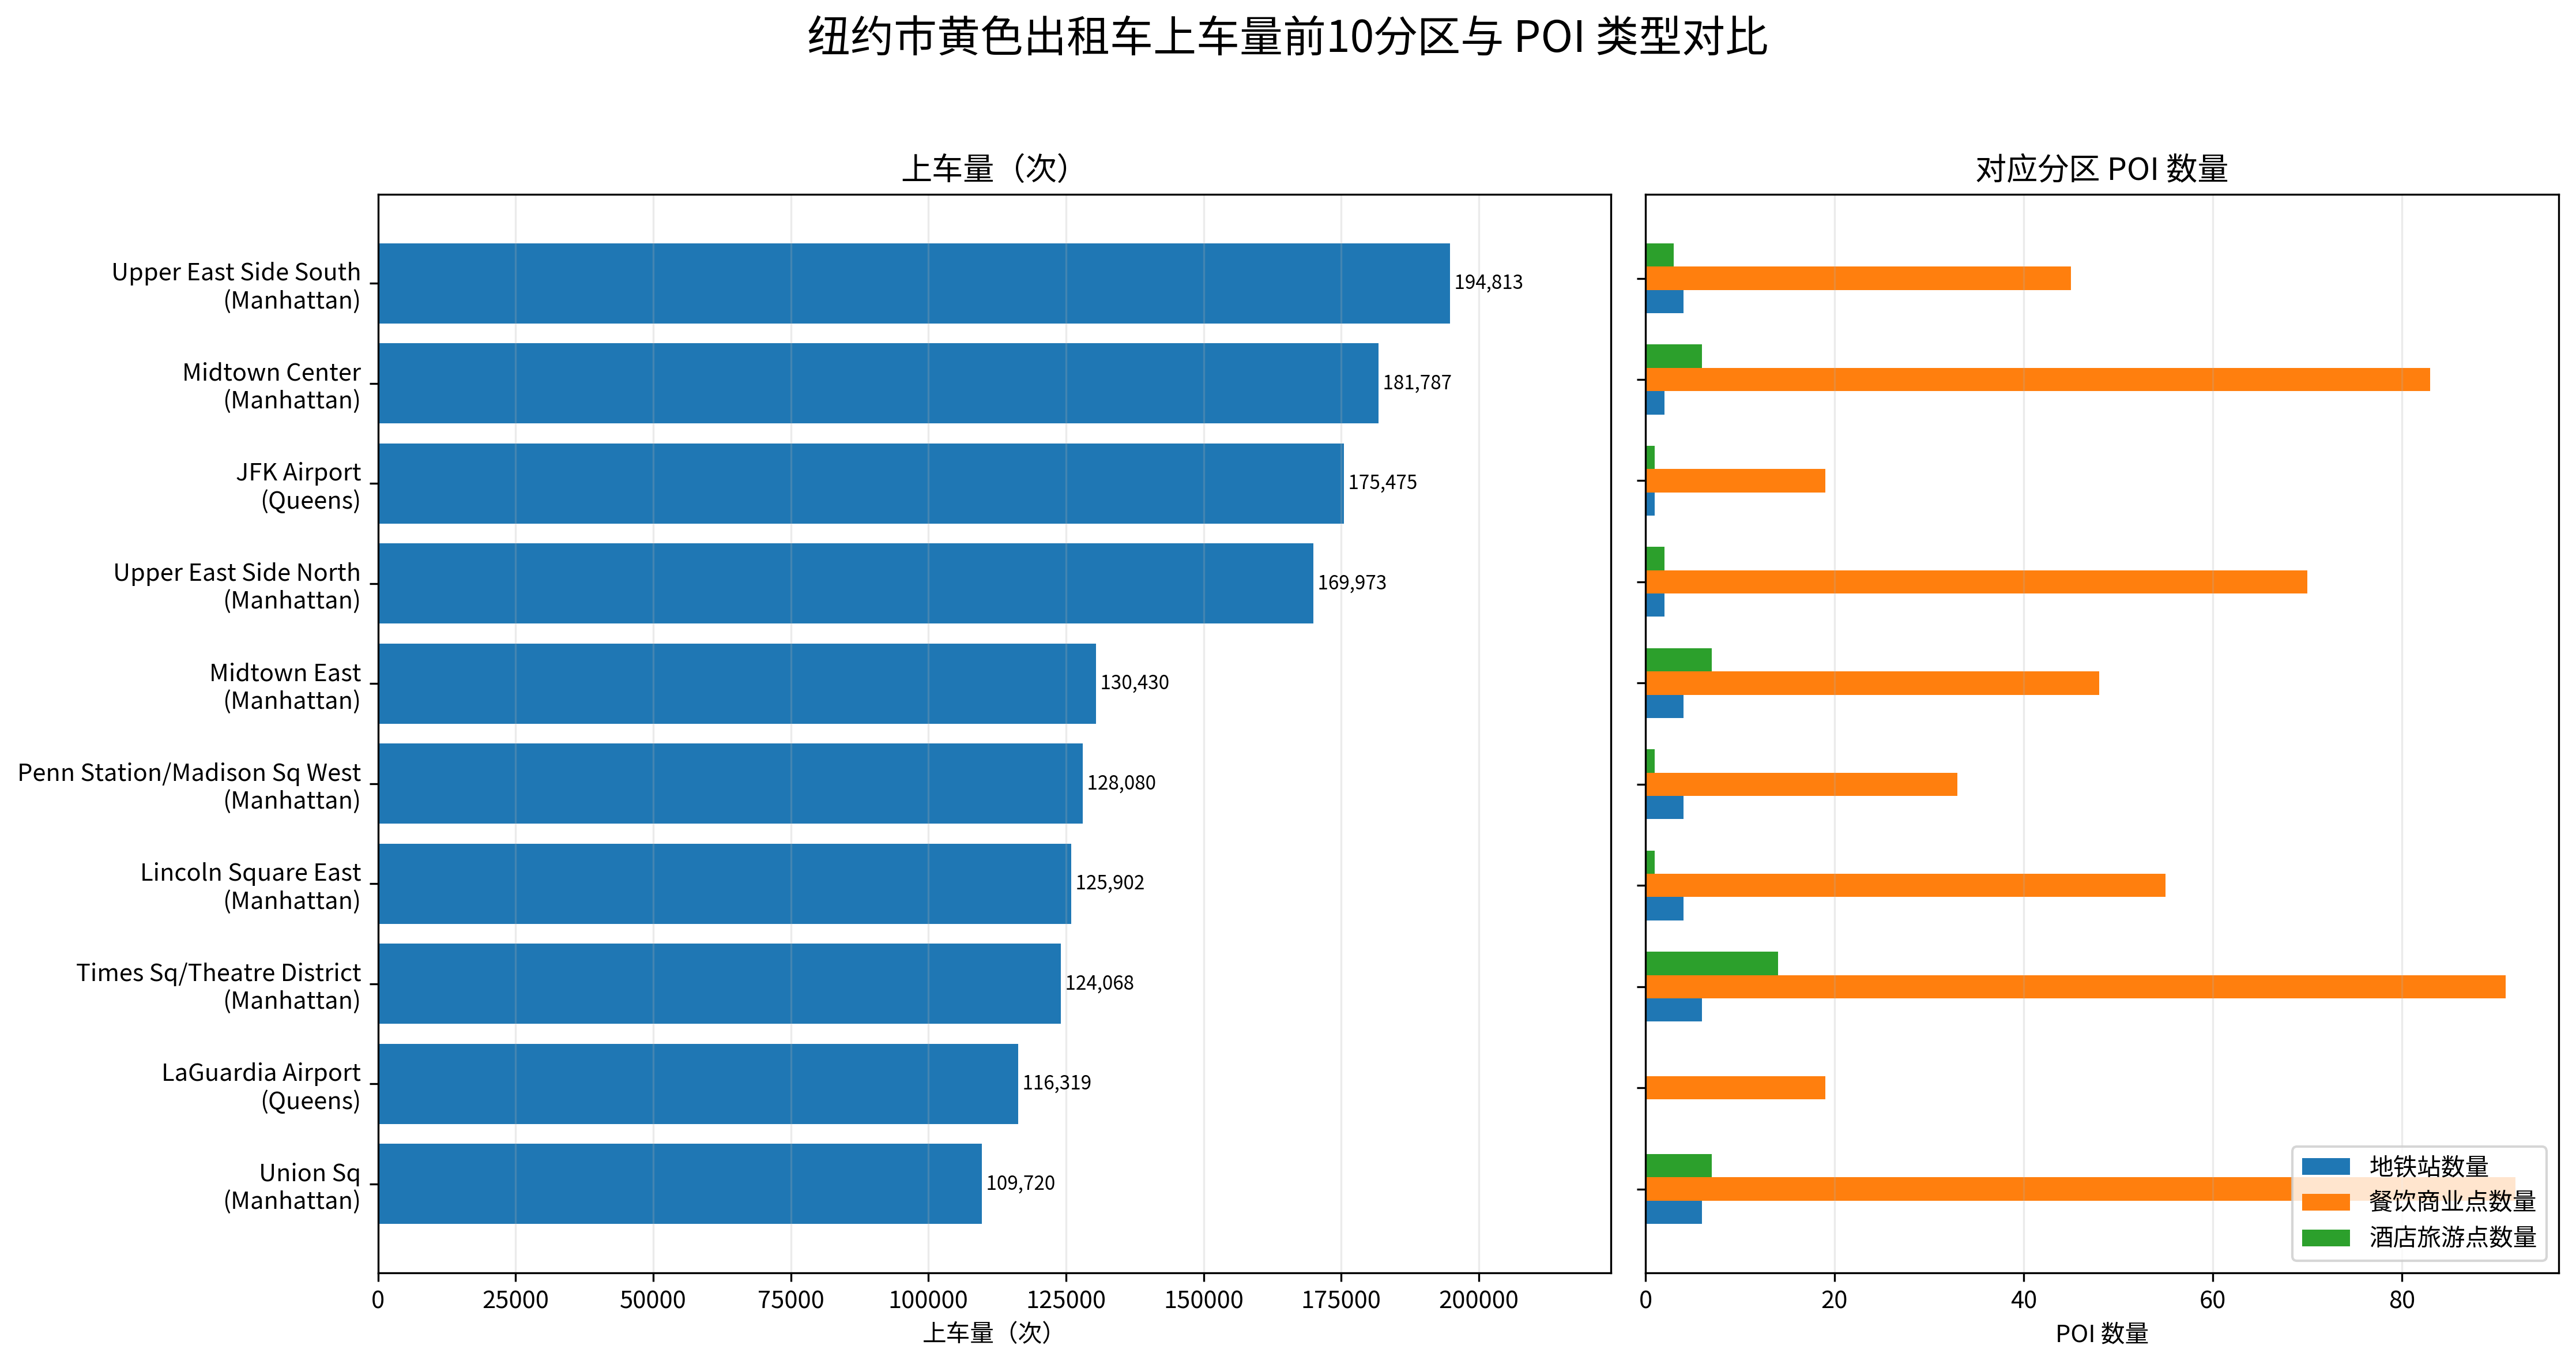 纽约市黄色出租车上车量前10分区与 POI 类型对比
上车量（次）
Upper East Side South
(Manhattan)
194,813
Midtown Center
(Manhattan)
181,787
JFK Airport
(Queens)
175,475
Upper East Side North
(Manhattan)
169,973
Midtown East
(Manhattan)
130,430
Penn Station/Madison Sq West
(Manhattan)
128,080
Lincoln Square East
(Manhattan)
125,902
Times Sq/Theatre District
(Manhattan)
124,068
LaGuardia Airport
(Queens)
116,319
Union Sq
(Manhattan)
109,720
0 25000 50000 75000 100000 125000 150000 175000 200000
上车量（次）
对应分区 POI 数量
地铁站数量
餐饮商业点数量
酒店旅游点数量
0 20 40 60 80
POI 数量